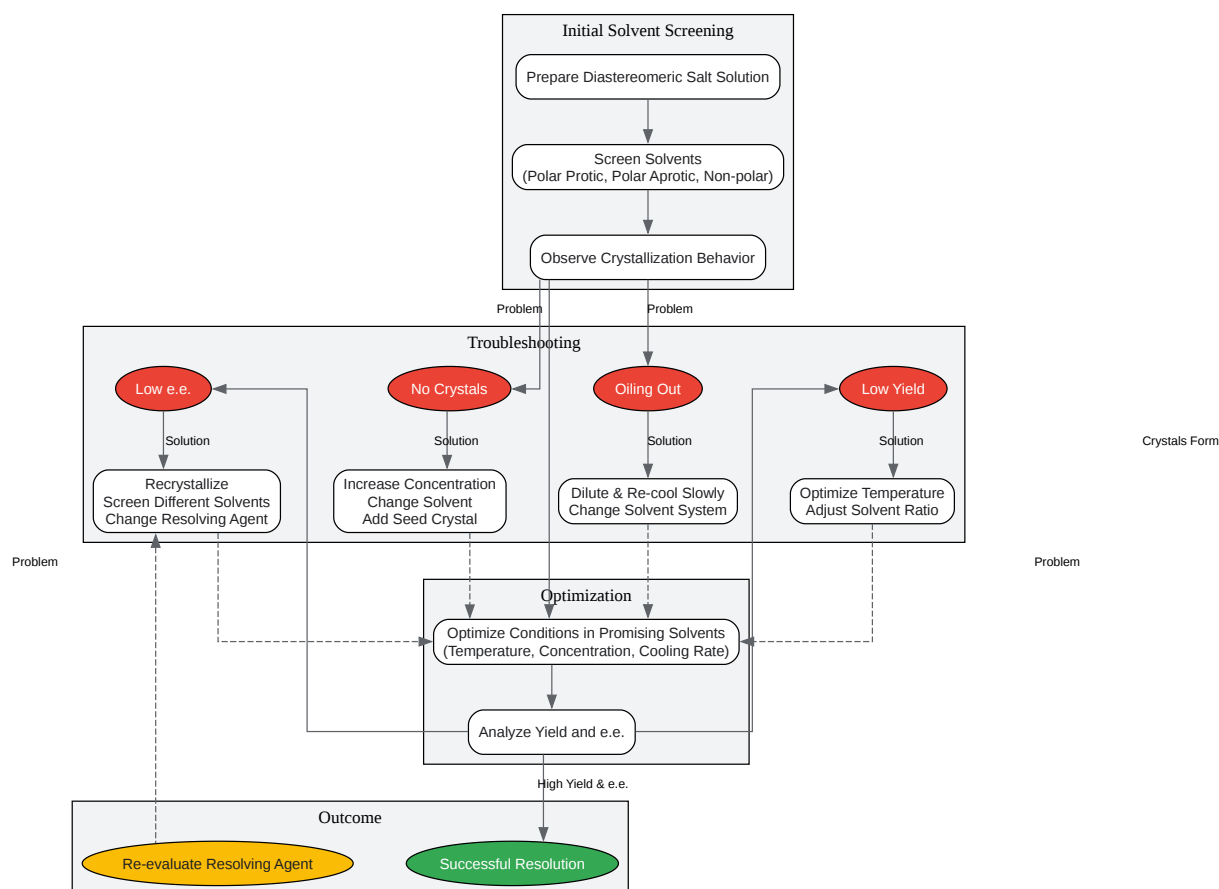 Initial Solvent Screening
Prepare Diastereomeric Salt Solution
Screen Solvents
(Polar Protic, Polar Aprotic, Non-polar)
Observe Crystallization Behavior
Problem
Problem
Troubleshooting
Low e.e.
No Crystals
Oiling Out
Low Yield
Solution
Solution
Solution
Solution
Crystals Form
Recrystallize
Screen Different Solvents
Change Resolving Agent
Increase Concentration
Change Solvent
Add Seed Crystal
Dilute & Re-cool Slowly
Change Solvent System
Optimize Temperature
Adjust Solvent Ratio
Problem
Problem
Optimization
Optimize Conditions in Promising Solvents
(Temperature, Concentration, Cooling Rate)
Analyze Yield and e.e.
High Yield & e.e.
Outcome
Re-evaluate Resolving Agent
Successful Resolution